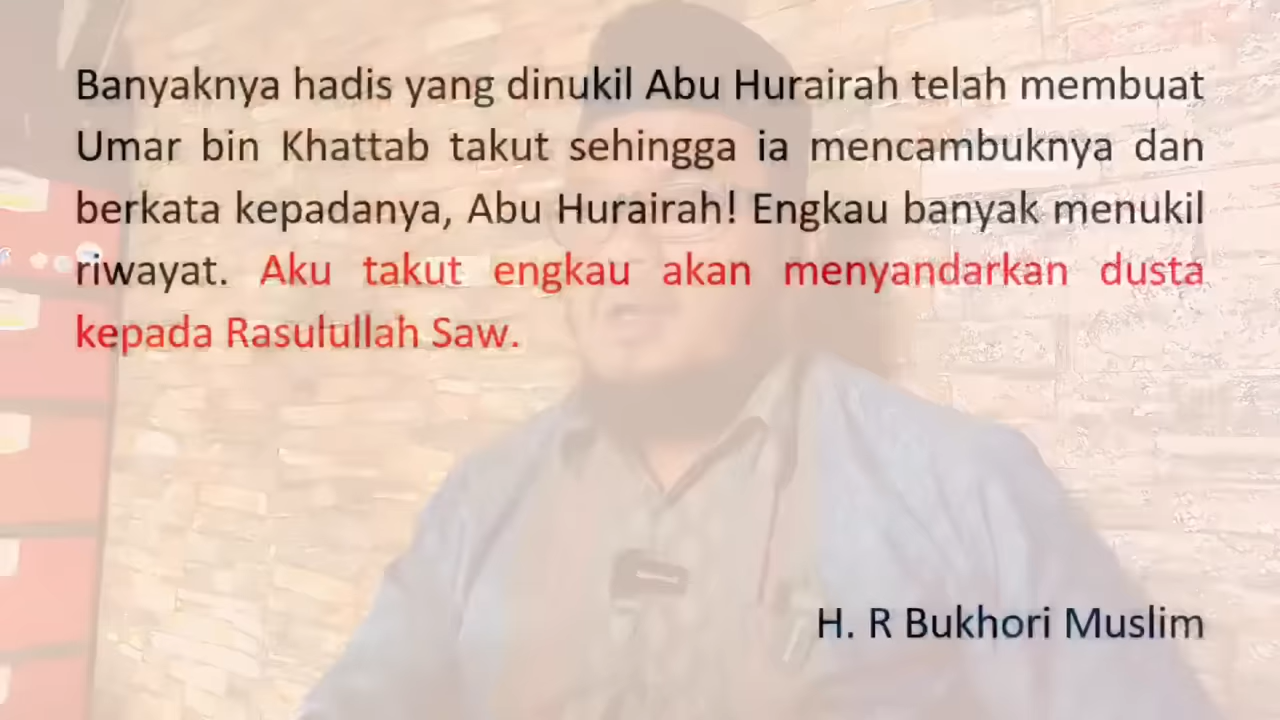 Banyaknya hadis yang dinukil Abu Hurairah telah membuat
Umar bin Khattab takut sehingga ia mencambuknya dan
berkata kepadanya, Abu Hurairah! Engkau banyak menukil
riwayat. Aku takut engkau akan menyandarkan dusta
kepada Rasulullah Saw.
H. R Bukhori Muslim